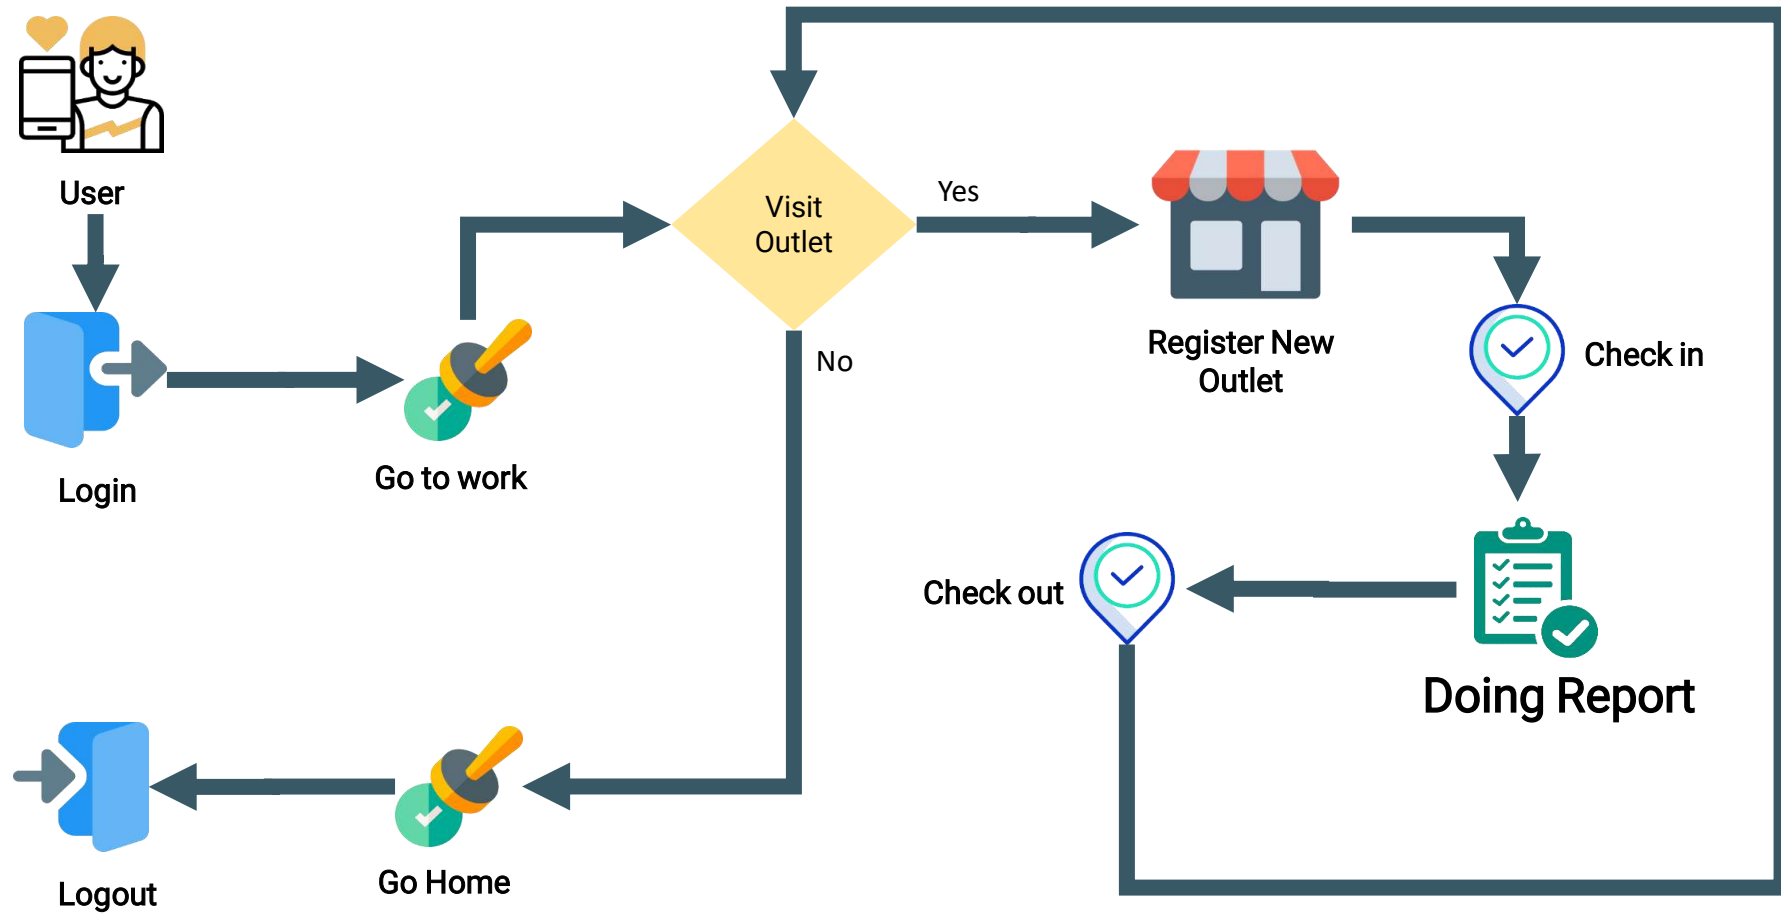 User
Login
Go to work
Visit
Outlet
Yes
No
Register New
Outlet
Check in
Doing Report
Check out
Go Home
Logout